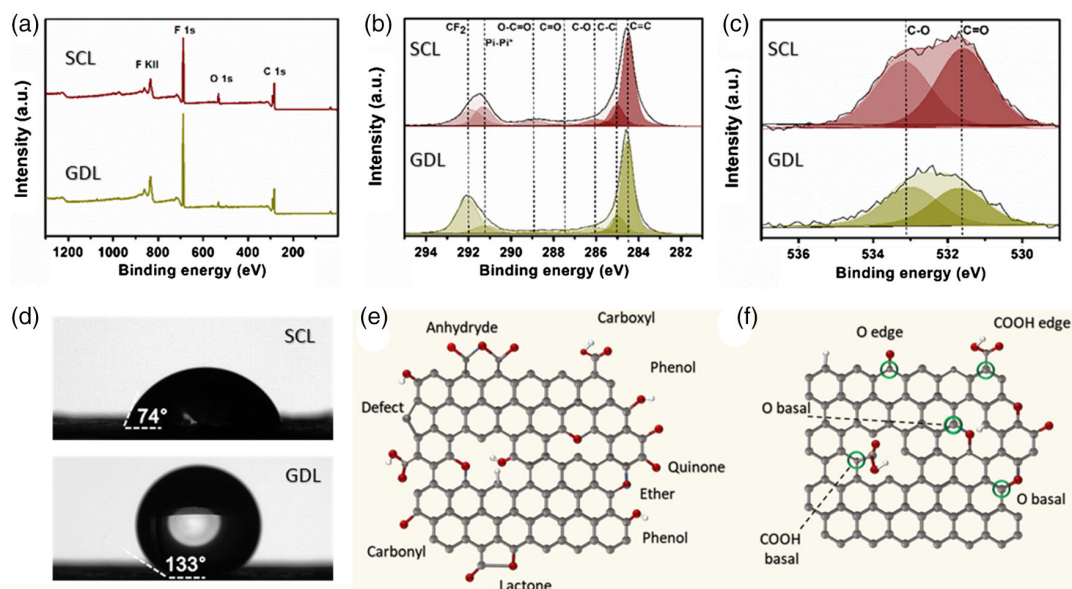 (a)
SCL
F KII
F 1s
O 1s
C 1s
GDL
Intensity (a.u.)
1200 1000 800 600 400 200
Binding energy (eV)
(b)
CF2
Pi-Pi*
O-C=O
C=O
C-O
C-C
C=C
SCL
GDL
Intensity (a.u.)
294 292 290 288 286 284 282
Binding energy (eV)
(c)
C-O
C=O
SCL
GDL
Intensity (a.u.)
536 534 532 530
Binding energy (eV)
(d)
SCL
74°
GDL
133°
(e)
Anhydryde
Carboxyl
Phenol
Defect
Quinone
Ether
Phenol
Carbonyl
Lactone
(f)
O edge
COOH edge
O basal
O basal
COOH
basal